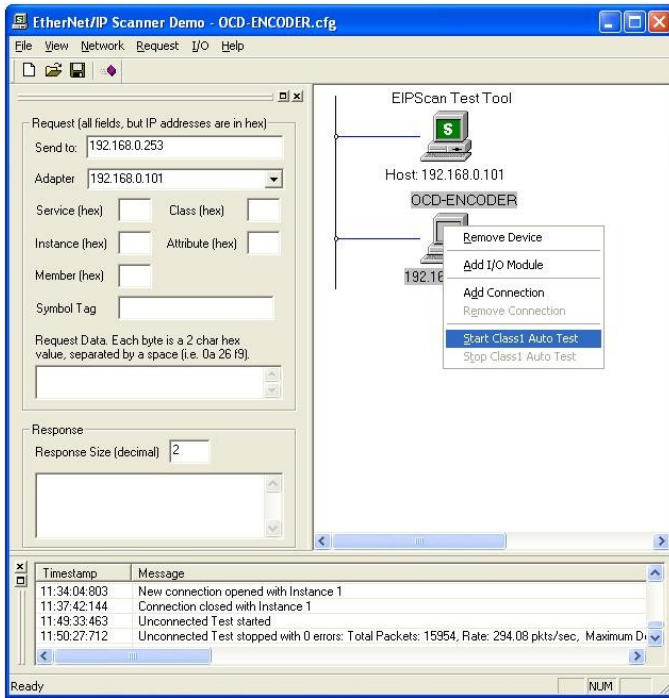 EtherNet/IP Scanner Demo - OCD-ENCODER.cfg
File View Network Request I/O Help
Request (all fields, but IP addresses are in hex)
Send to: 192.168.0.253
Adapter 192.168.0.101
Service (hex) Class (hex)
Instance (hex) Attribute (hex)
Member (hex)
Symbol Tag
Request Data. Each byte is a 2 char hex
value, separated by a space (i.e. 0a 26 f9).
Response
Response Size (decimal) 2
EIPScan Test Tool
S
Host: 192.168.0.101
OCD-ENCODER
192.16
Remove Device
Add I/O Module
Add Connection
Remove Connection
Start Class1 Auto Test
Stop Class1 Auto Test
Timestamp Message
11:34:04:803 New connection opened with Instance 1
11:37:42:144 Connection closed with Instance 1
11:49:33:463 Unconnected Test started
11:50:27:712 Unconnected Test stopped with 0 errors: Total Packets: 15954, Rate: 294.08 pkts/sec, Maximum D
Ready NUM